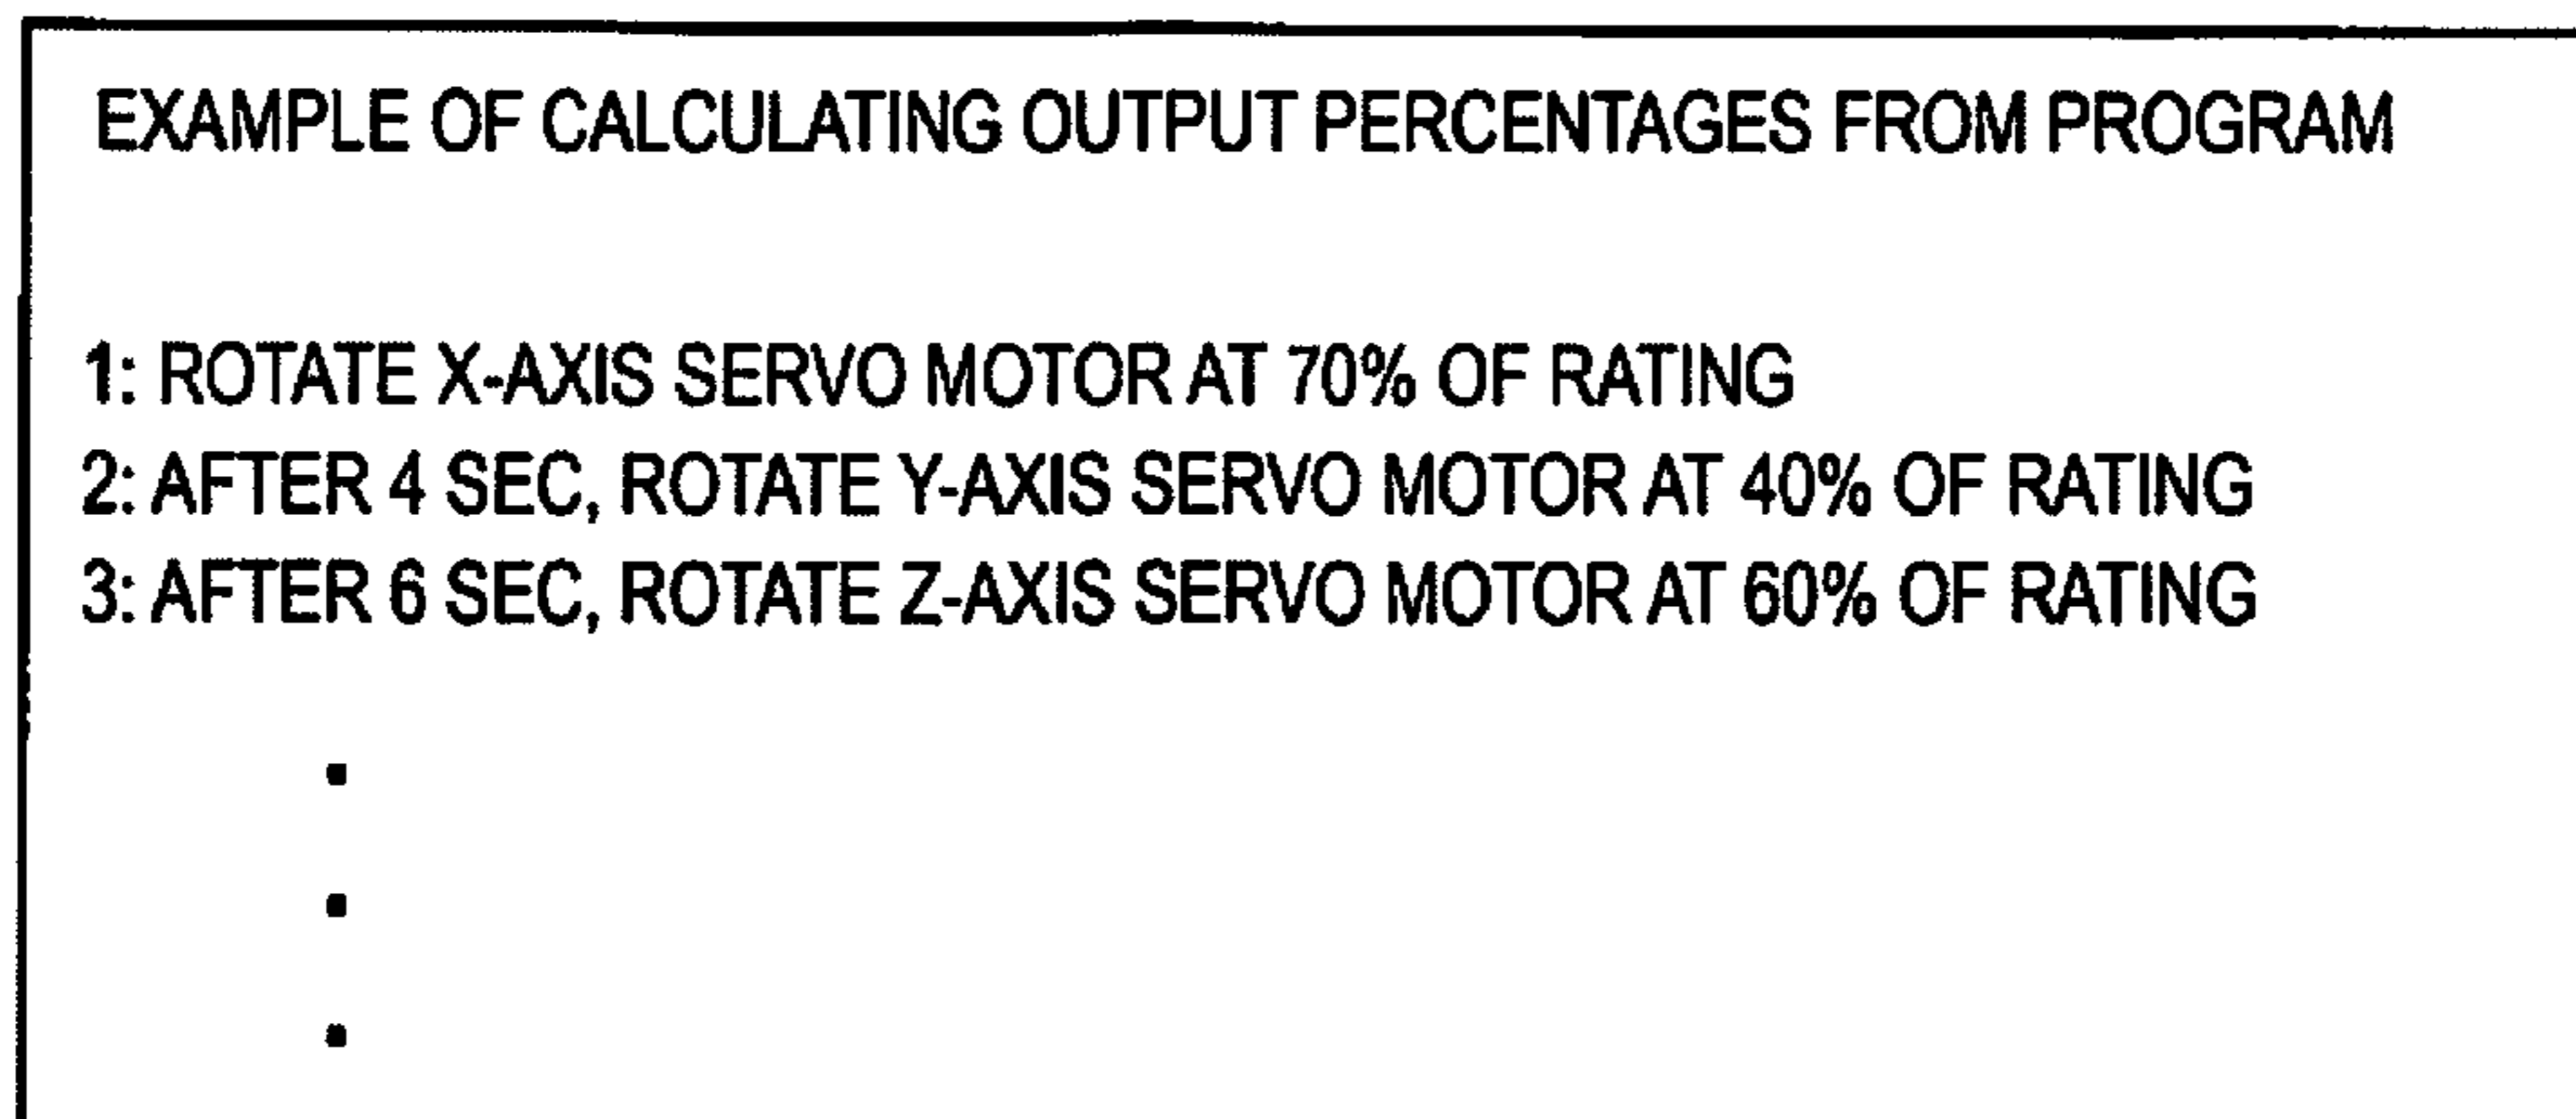 EXAMPLE OF CALCULATING OUTPUT PERCENTAGES FROM PROGRAM
1: ROTATE X-AXIS SERVO MOTOR AT 70% OF RATING
2: AFTER 4 SEC, ROTATE Y-AXIS SERVO MOTOR AT 40% OF RATING
3: AFTER 6 SEC, ROTATE Z-AXIS SERVO MOTOR AT 60% OF RATING